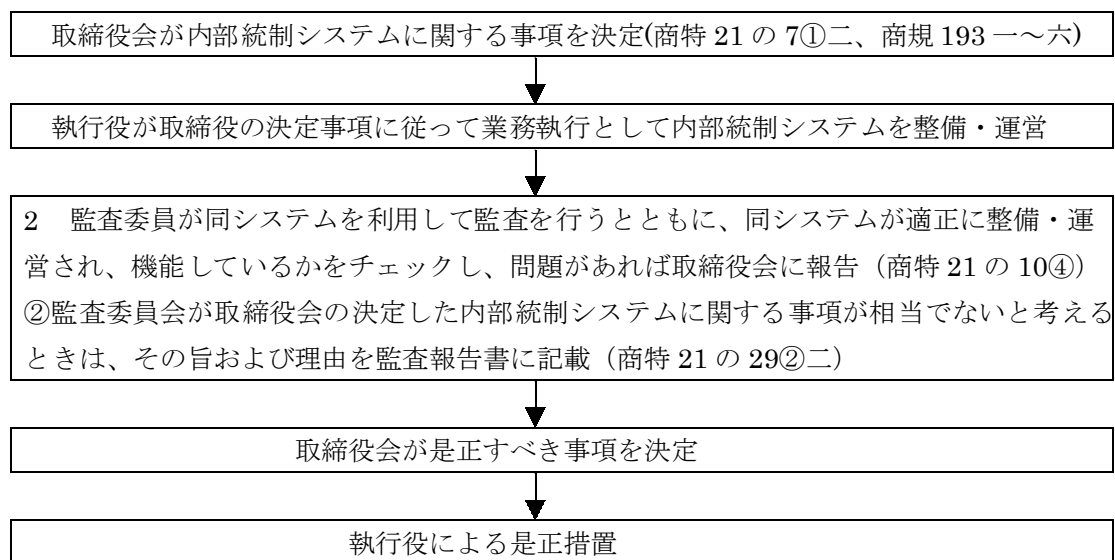 取締役会が内部統制システムに関する事項を決定(商特 21 の 7①二、商規 193 一～六)
執行役が取締役の決定事項に従って業務執行として内部統制システムを整備・運営
2 監査委員が同システムを利用して監査を行うとともに、同システムが適正に整備・運
営され、機能しているかをチェックし、問題があれば取締役会に報告（商特 21 の 10④）
②監査委員会が取締役会の決定した内部統制システムに関する事項が相当でないと考える
ときは、その旨および理由を監査報告書に記載（商特 21 の 29②二）
取締役会が是正すべき事項を決定
執行役による是正措置